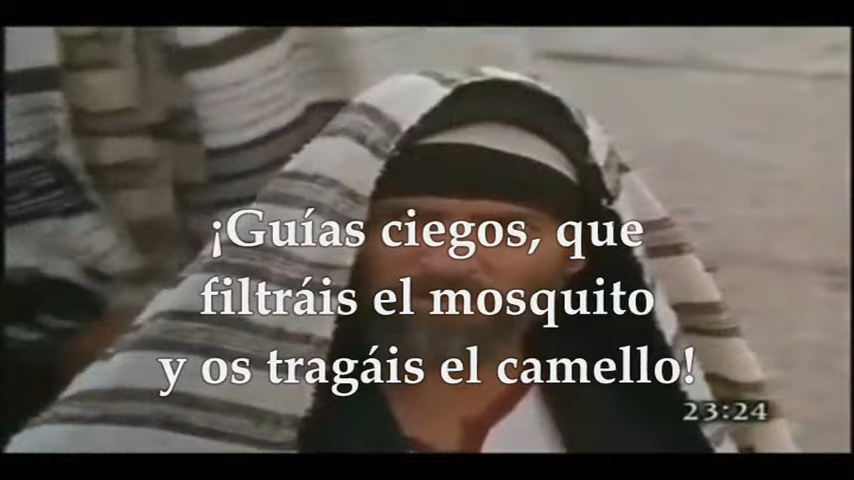 ¡Guías ciegos, que
filtráis el mosquito
y os tragáis el camello!
23:24